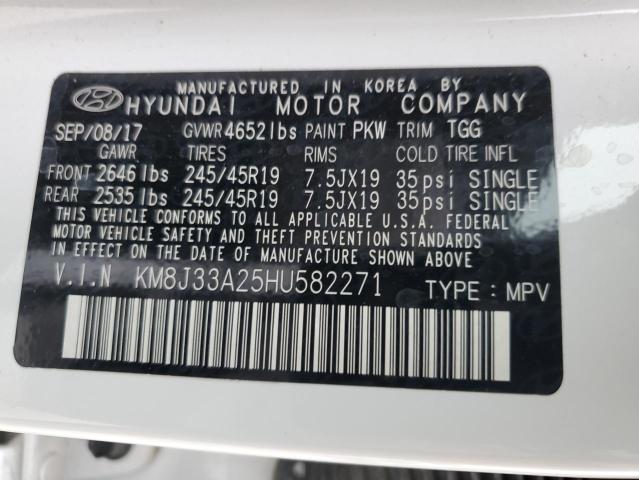 MANUFACTURED IN KOREA BY
HYUNDAI MOTOR COMPANY
SEP/08/17 GVWR 4652 lbs PAINT PKW TRIM TGG
GAWR TIRES RIMS COLD TIRE INFL
FRONT 2646 lbs 245/45R19 7.5JX19 35 psi SINGLE
REAR 2535 lbs 245/45R19 7.5JX19 35 psi SINGLE
THIS VEHICLE CONFORMS TO ALL APPLICABLE U.S.A. FEDERAL
MOTOR VEHICLE SAFETY AND THEFT PREVENTION STANDARDS
IN EFFECT ON THE DATE OF MANUFACTURE SHOWN ABOVE.
V.I.N KM8J33A25HU582271 TYPE : MPV